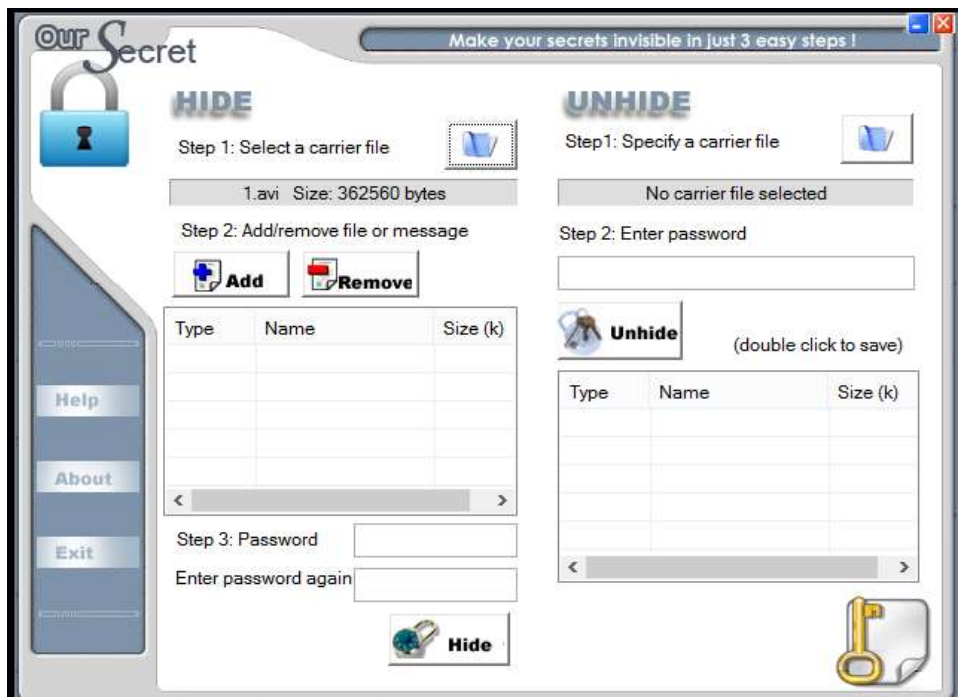 Our Secret
Make your secrets invisible in just 3 easy steps !
HIDE
Step 1: Select a carrier file
1.avi Size: 362560 bytes
Step 2: Add/remove file or message
Add
Remove
Type Name Size (k)
Step 3: Password
Enter password again
Hide
UNHIDE
Step1: Specify a carrier file
No carrier file selected
Step 2: Enter password
Unhide
(double click to save)
Type Name Size (k)
Help
About
Exit